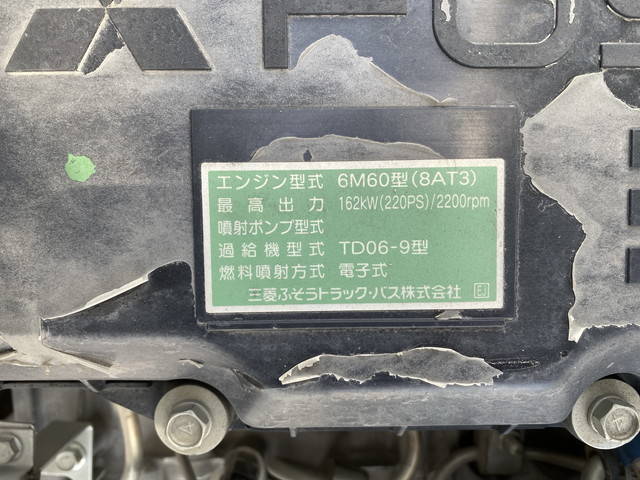 FUS
エンジン型式 6M60型(8AT3)
最高出力 162kW(220PS)/2200rpm
噴射ポンプ型式
過給機型式 TD06-9型
燃料噴射方式 電子式
三菱ふそうトラック・バス株式会社